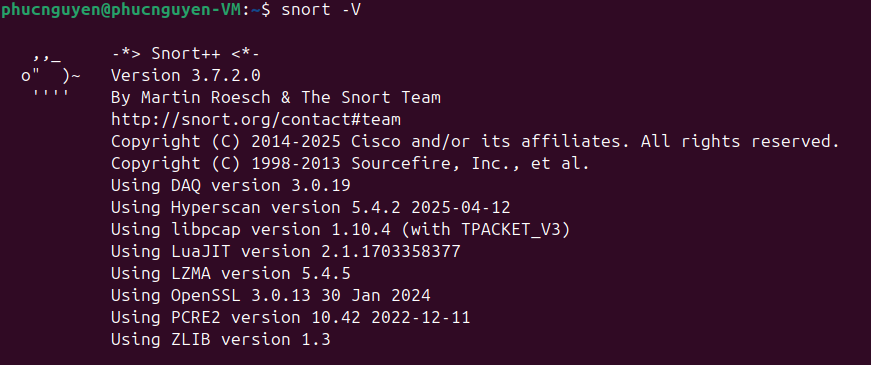 phucnguyen@phucnguyen-VM:~$ snort -V
   ,,_     -*> Snort++ <*-
  o"  )~   Version 3.7.2.0
   ''''    By Martin Roesch & The Snort Team
           http://snort.org/contact#team
           Copyright (C) 2014-2025 Cisco and/or its affiliates. All rights reserved.
           Copyright (C) 1998-2013 Sourcefire, Inc., et al.
           Using DAQ version 3.0.19
           Using Hyperscan version 5.4.2 2025-04-12
           Using libpcap version 1.10.4 (with TPACKET_V3)
           Using LuaJIT version 2.1.1703358377
           Using LZMA version 5.4.5
           Using OpenSSL 3.0.13 30 Jan 2024
           Using PCRE2 version 10.42 2022-12-11
           Using ZLIB version 1.3